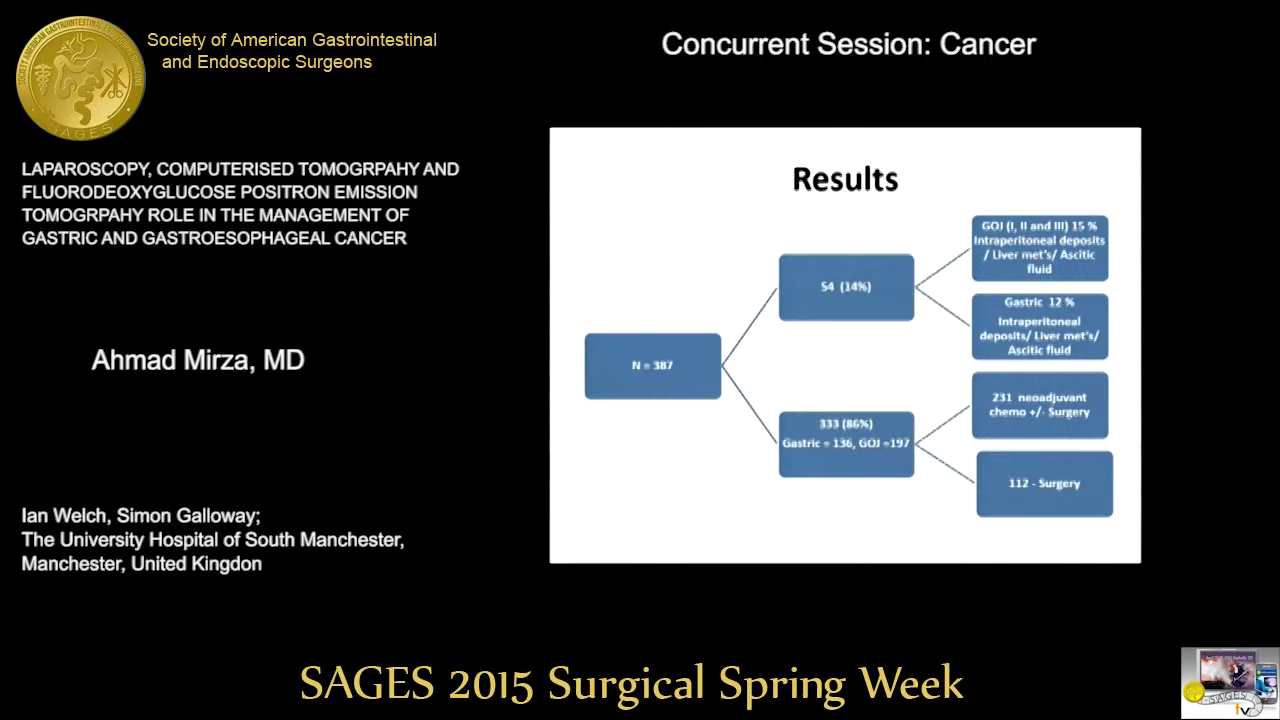 Society of American Gastrointestinal
and Endoscopic Surgeons
Concurrent Session: Cancer
LAPAROSCOPY, COMPUTERISED TOMOGRPAHY AND
FLUORODEOXYGLUCOSE POSITRON EMISSION
TOMOGRPAHY ROLE IN THE MANAGEMENT OF
GASTRIC AND GASTROESOPHAGEAL CANCER
Ahmad Mirza, MD
Ian Welch, Simon Galloway;
The University Hospital of South Manchester,
Manchester, United Kingdon
Results
N = 387
54 (14%)
GOJ (I, II and III) 15 %
Intraperitoneal deposits
/ Liver met's/ Ascitic
fluid
Gastric 12 %
Intraperitoneal
deposits/ Liver met's/
Ascitic fluid
333 (86%)
Gastric = 136, GOJ =197
231 neoadjuvant
chemo +/- Surgery
112 - Surgery
SAGES 2015 Surgical Spring Week
SAGES
SAGES
tv